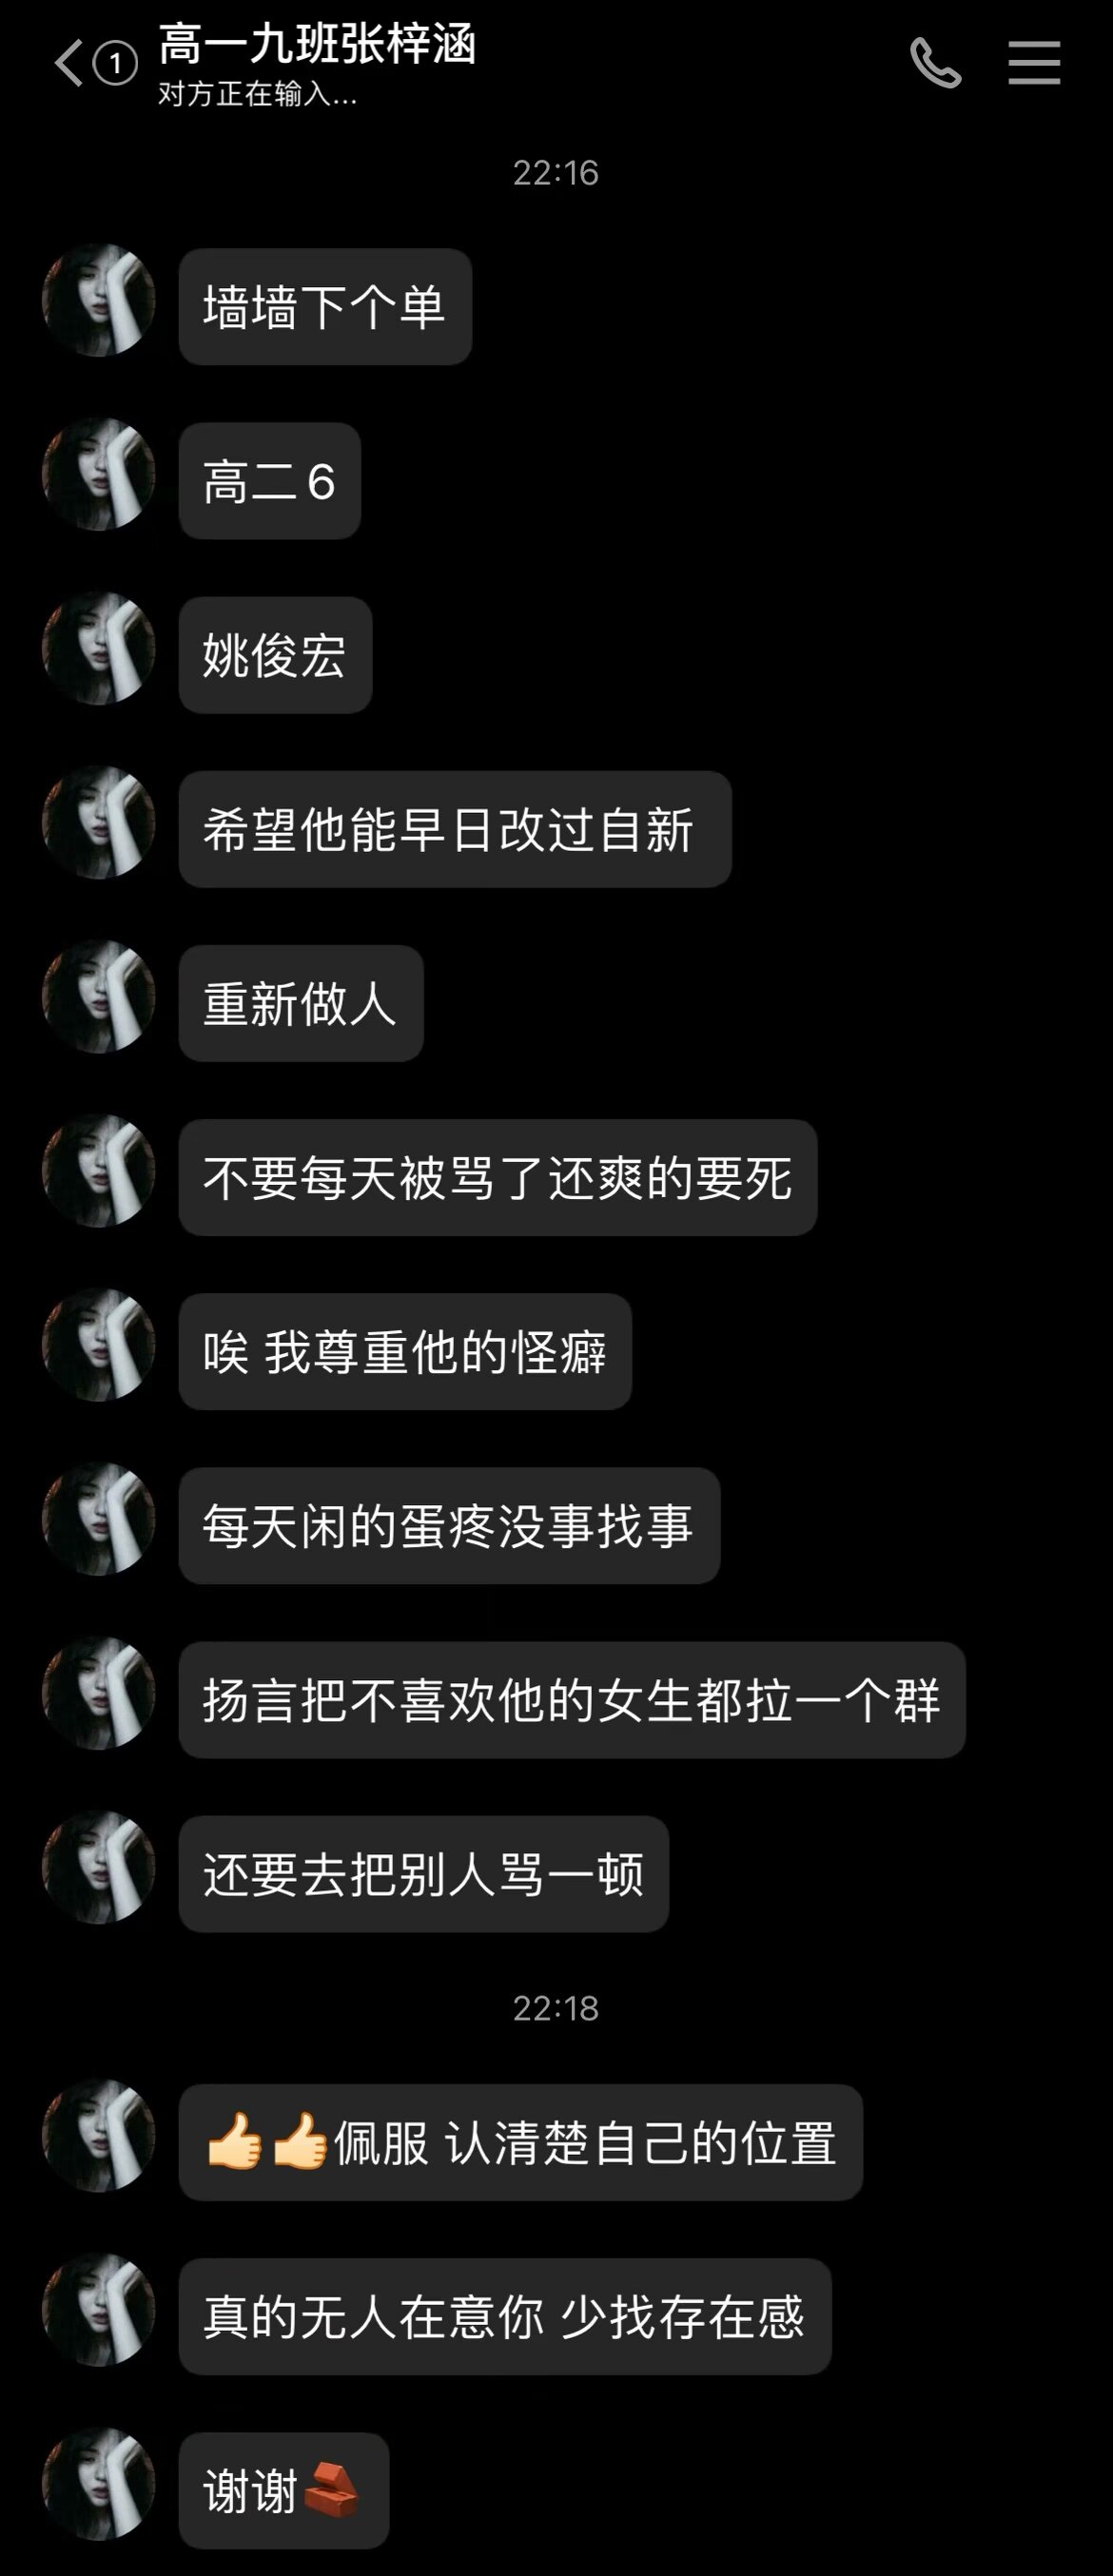 1
高一九班张梓涵
对方正在输入...
22:16
墙墙下个单
高二6
姚俊宏
希望他能早日改过自新
重新做人
不要每天被骂了还爽的要死
唉 我尊重他的怪癖
每天闲的蛋疼没事找事
扬言把不喜欢他的女生都拉一个群
还要去把别人骂一顿
22:18
👍👍佩服 认清楚自己的位置
真的无人在意你 少找存在感
谢谢